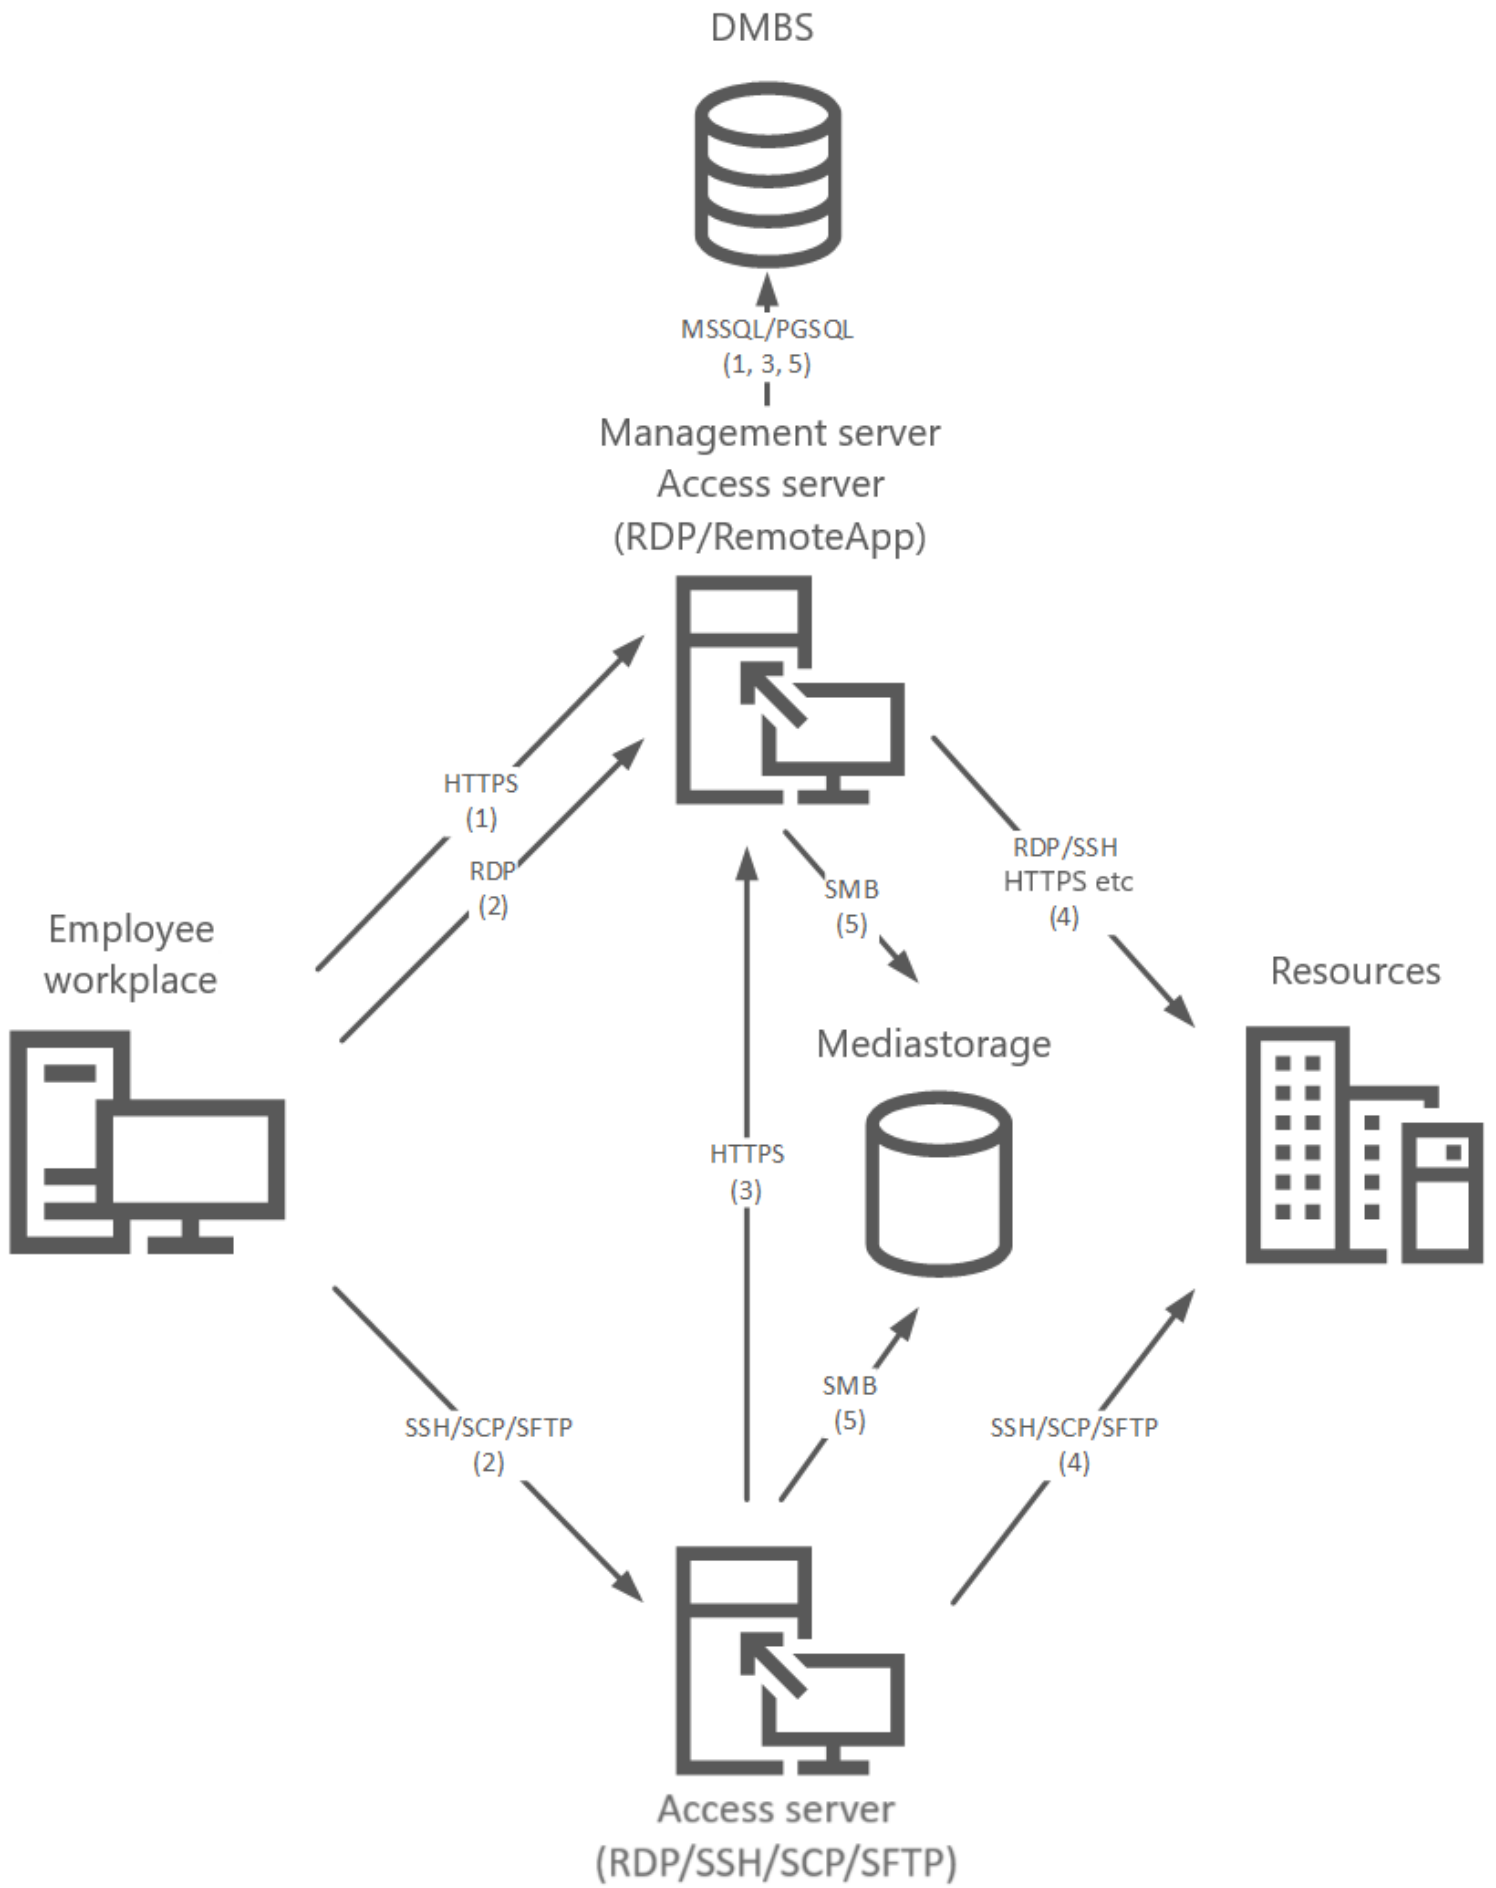 DMBS
MSSQL/PGSQL
(1, 3, 5)
Management server
Access server
(RDP/RemoteApp)
HTTPS
(1)
RDP
(2)
SMB
(5)
RDP/SSH
HTTPS etc
(4)
Employee
workplace
Resources
Mediastorage
HTTPS
(3)
SMB
(5)
SSH/SCP/SFTP
(2)
SSH/SCP/SFTP
(4)
Access server
(RDP/SSH/SCP/SFTP)